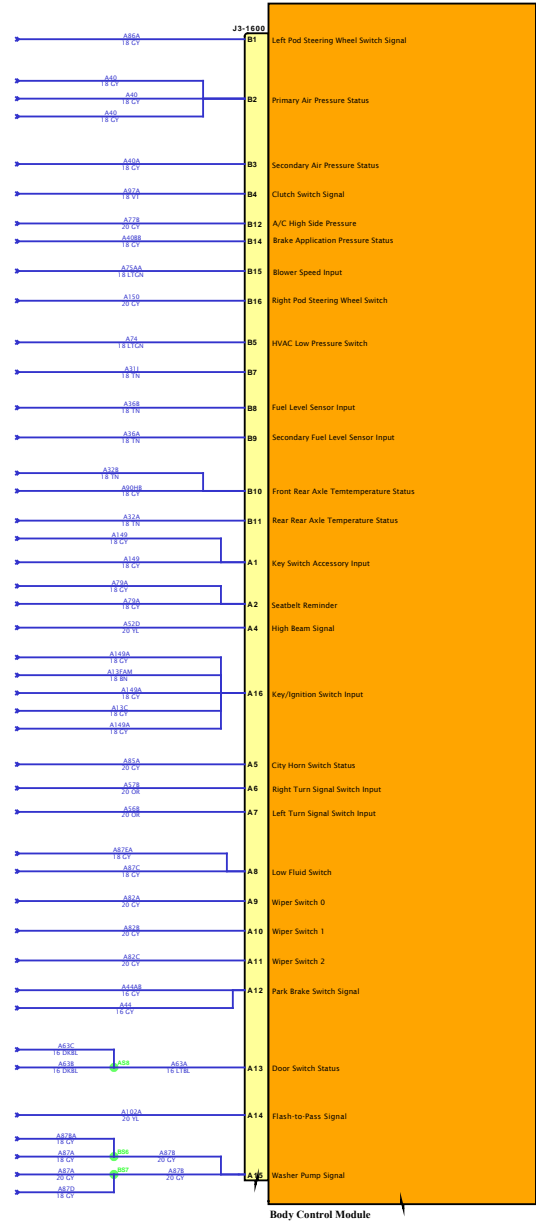 J3-1600
A86A
18 GY
B1 Left Pod Steering Wheel Switch Signal
A40
18 GY
A40
18 GY
B2 Primary Air Pressure Status
A40
18 GY
A40A
18 GY
B3 Secondary Air Pressure Status
A97A
18 VT
B4 Clutch Switch Signal
A77B
20 GY
B12 A/C High Side Pressure
A40BB
18 GY
B14 Brake Application Pressure Status
A75AA
18 LTGN
B15 Blower Speed Input
A150
20 GY
B16 Right Pod Steering Wheel Switch
A74
18 LTGN
B5 HVAC Low Pressure Switch
A31J
18 TN
B7
A36B
18 TN
B8 Fuel Level Sensor Input
A36A
18 TN
B9 Secondary Fuel Level Sensor Input
A32B
18 TN
A90HB
18 GY
B10 Front Rear Axle Temtemperature Status
A32A
18 TN
B11 Rear Rear Axle Temperature Status
A149
18 GY
A149
18 GY
A1 Key Switch Accessory Input
A79A
18 GY
A79A
18 GY
A2 Seatbelt Reminder
A52D
20 YL
A4 High Beam Signal
A149A
18 GY
A13FAM
18 BN
A149A
18 GY
A16 Key/Ignition Switch Input
A13C
18 GY
A149A
18 GY
A85A
20 GY
A5 City Horn Switch Status
A57B
20 OR
A6 Right Turn Signal Switch Input
A56B
20 OR
A7 Left Turn Signal Switch Input
A87EA
18 GY
A87C
18 GY
A8 Low Fluid Switch
A82A
20 GY
A9 Wiper Switch 0
A82B
20 GY
A10 Wiper Switch 1
A82C
20 GY
A11 Wiper Switch 2
A44AB
16 GY
A12 Park Brake Switch Signal
A44
16 GY
A63C
16 DKBL
A63B
16 DKBL
A63A
16 LTBL
A13 Door Switch Status
A102A
20 YL
A14 Flash-to-Pass Signal
A87BA
18 GY
A87A
18 GY
A87B
20 GY
A87A
20 GY
A87B
20 GY
A15 Washer Pump Signal
A87D
18 GY
Body Control Module